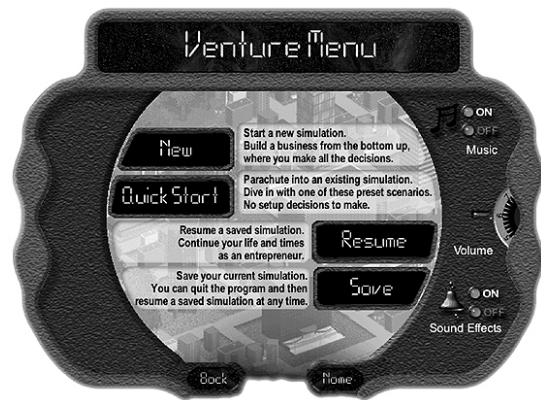 Venture Menu
New
Start a new simulation.
Build a business from the bottom up,
where you make all the decisions.
QuickStart
Parachute into an existing simulation.
Dive in with one of these preset scenarios.
No setup decisions to make.
Resume a saved simulation.
Continue your life and times
as an entrepreneur.
Resume
Save your current simulation.
You can quit the program and then
resume a saved simulation at any time.
Save
ON
OFF
Music
Volume
ON
OFF
Sound Effects
Back
Home